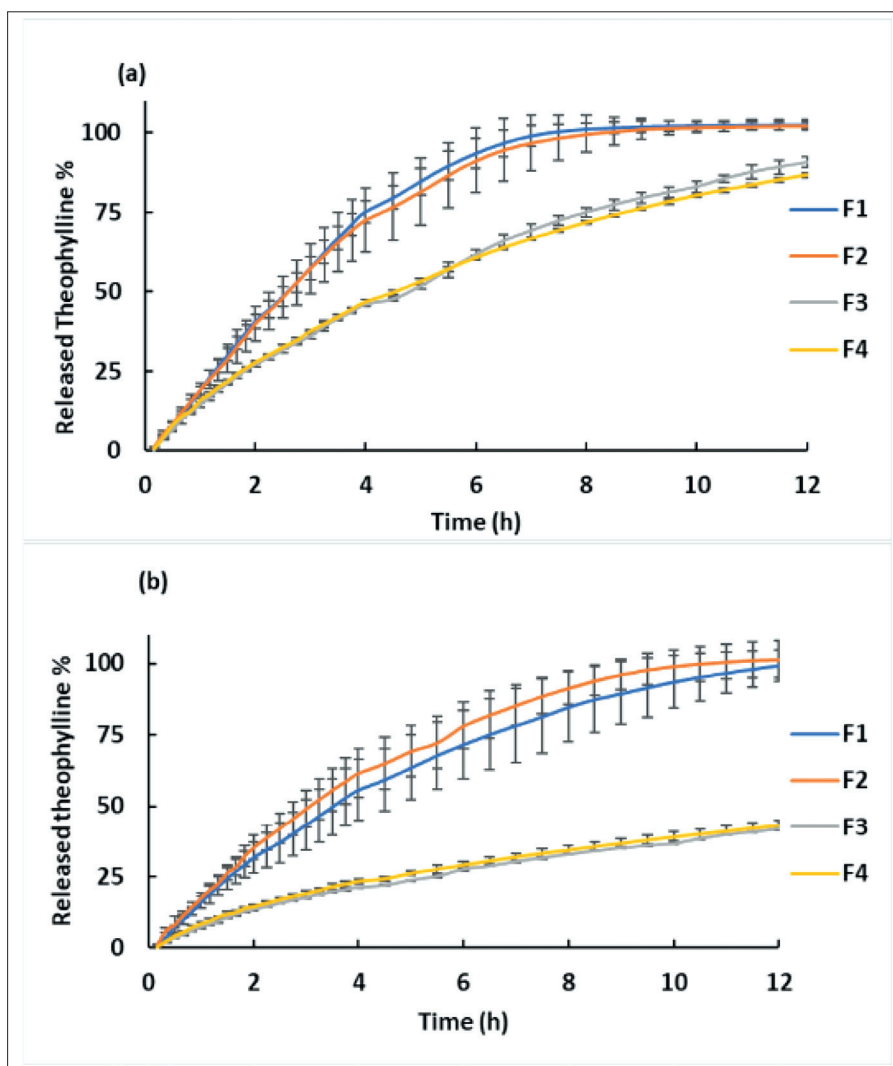 (a)
Released Theophylline %
100
75
50
25
0
0 2 4 6 8 10 12
Time (h)
F1
F2
F3
F4
(b)
Released theophylline %
100
75
50
25
0
0 2 4 6 8 10 12
Time (h)
F1
F2
F3
F4